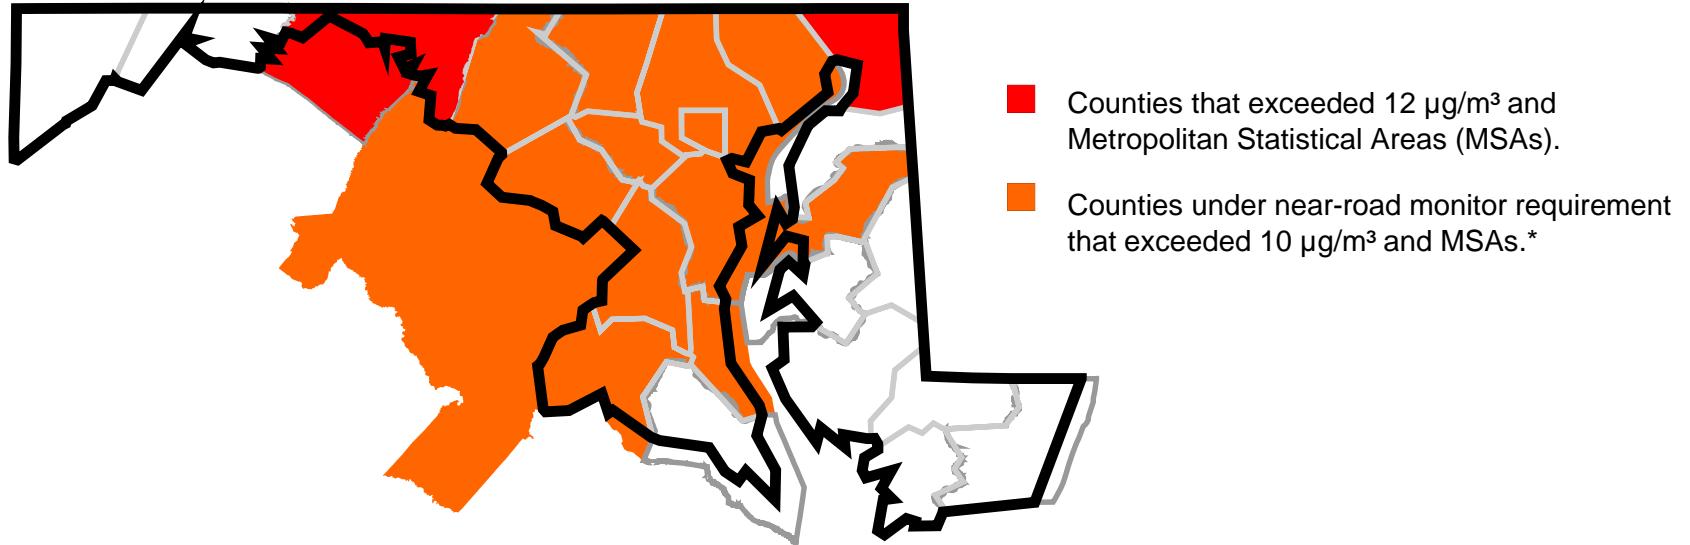 Counties that exceeded 12 µg/m³ and
Metropolitan Statistical Areas (MSAs).
Counties under near-road monitor requirement
that exceeded 10 µg/m³ and MSAs.*